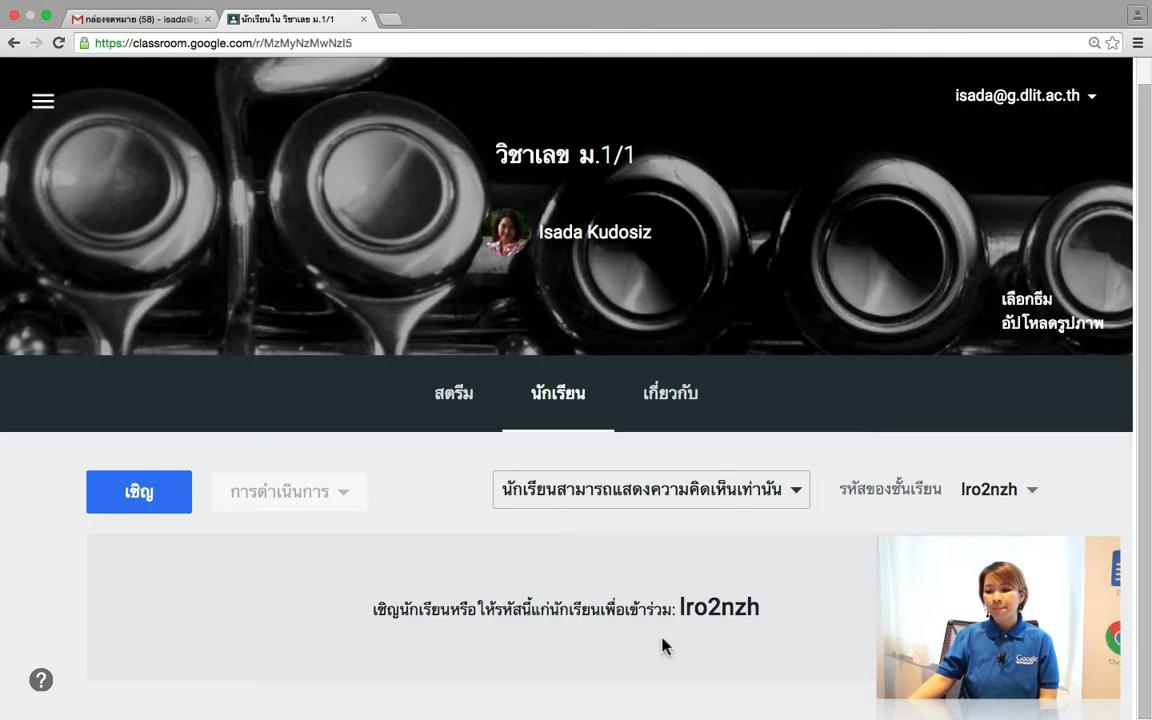 กล่องจดหมาย (58) - isada@g
นักเรียนใน วิชาเลข ม.1/1
https://classroom.google.com/r/MzMyNzMwNzI5
isada@g.dlit.ac.th
วิชาเลข ม.1/1
Isada Kudosiz
เลือกธีม
อัปโหลดรูปภาพ
สตรีม นักเรียน เกี่ยวกับ
เชิญ การดำเนินการ นักเรียนสามารถแสดงความคิดเห็นเท่านั้น รหัสของชั้นเรียน lro2nzh
เชิญนักเรียนหรือให้รหัสนี้แก่นักเรียนเพื่อเข้าร่วม: lro2nzh
Google
?